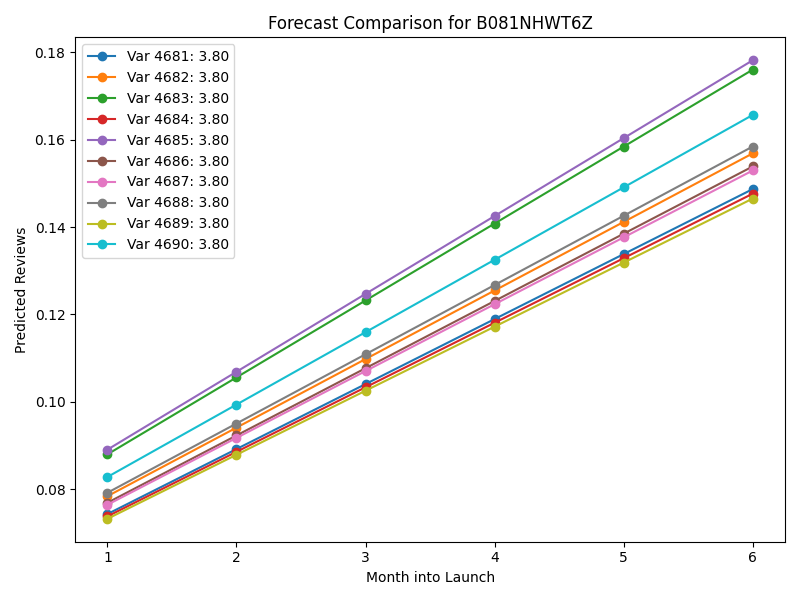 Forecast Comparison for B081NHWT6Z
Var 4681: 3.80
Var 4682: 3.80
Var 4683: 3.80
Var 4684: 3.80
Var 4685: 3.80
Var 4686: 3.80
Var 4687: 3.80
Var 4688: 3.80
Var 4689: 3.80
Var 4690: 3.80
Predicted Reviews
0.18
0.16
0.14
0.12
0.10
0.08
1 2 3 4 5 6
Month into Launch